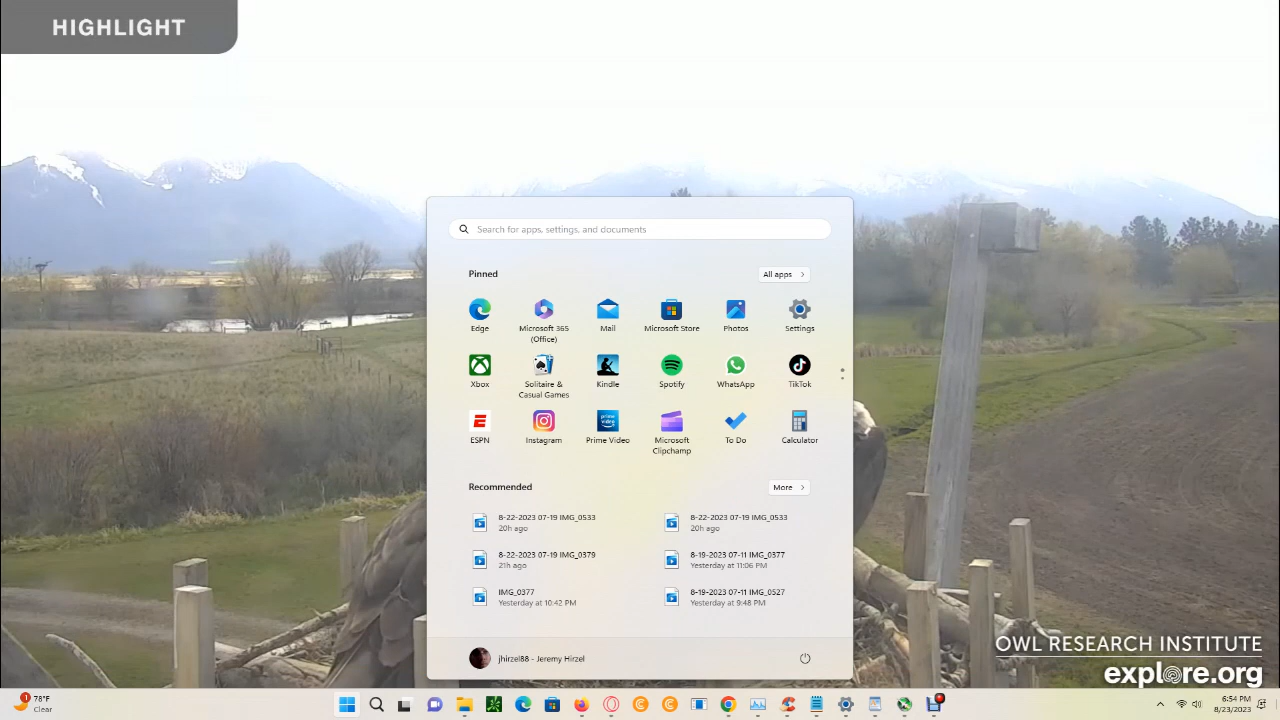 HIGHLIGHT
Search for apps, settings, and documents
Pinned
All apps
Edge
Microsoft 365
(Office)
Mail
Microsoft Store
Photos
Settings
Xbox
Solitaire &
Casual Games
Kindle
Spotify
WhatsApp
TikTok
ESPN
Instagram
prime video
Prime Video
Microsoft
Clipchamp
To Do
Calculator
Recommended
More
8-22-2023 07-19 IMG_0533
20h ago
8-22-2023 07-19 IMG_0533
20h ago
8-22-2023 07-19 IMG_0379
21h ago
8-19-2023 07-11 IMG_0377
Yesterday at 11:06 PM
IMG_0377
Yesterday at 10:42 PM
8-19-2023 07-11 IMG_0527
Yesterday at 9:48 PM
jhirzel88 - Jeremy Hirzel
OWL RESEARCH INSTITUTE
explore.org
1
78°F
Clear
6:54 PM
8/23/2023